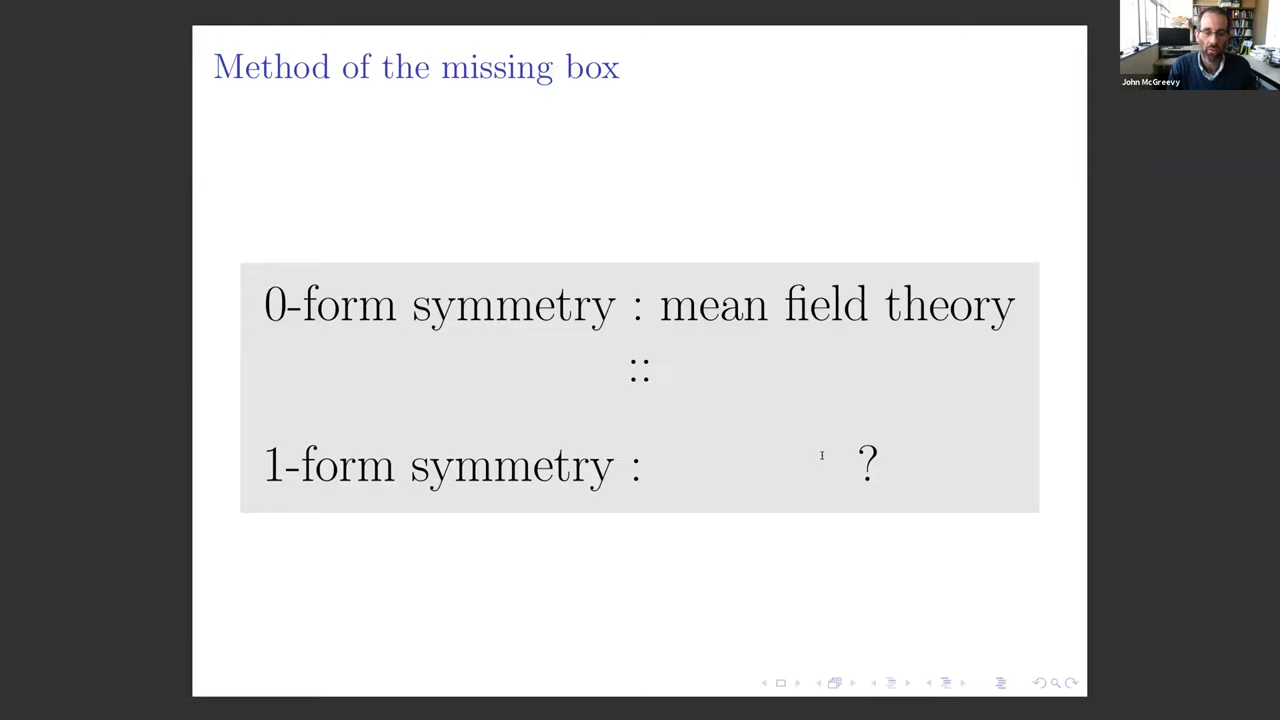 Method of the missing box
John McGreevy
0-form symmetry : mean field theory
::
1-form symmetry : ?